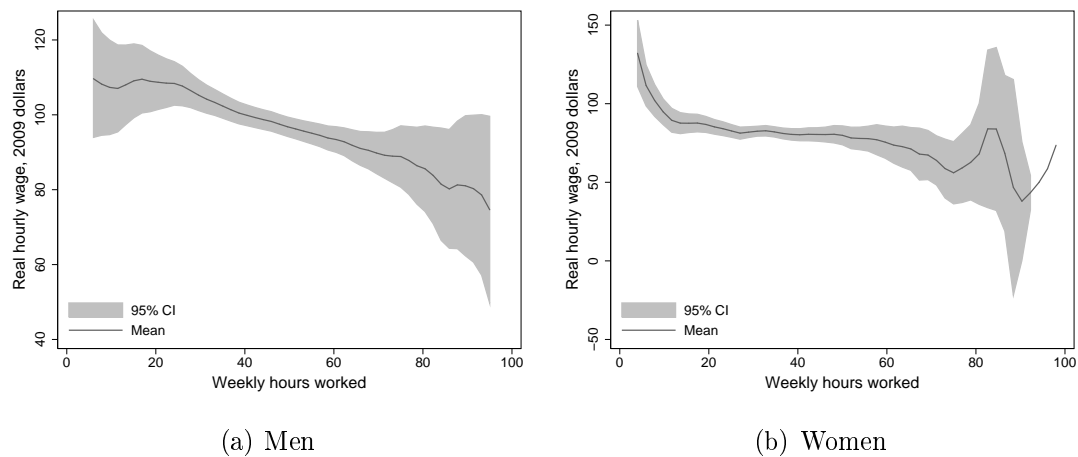 120
100
80
60
40
Real hourly wage, 2009 dollars
95% CI
Mean
0 20 40 60 80 100
Weekly hours worked
(a) Men
150
100
50
0
−50
Real hourly wage, 2009 dollars
95% CI
Mean
0 20 40 60 80 100
Weekly hours worked
(b) Women